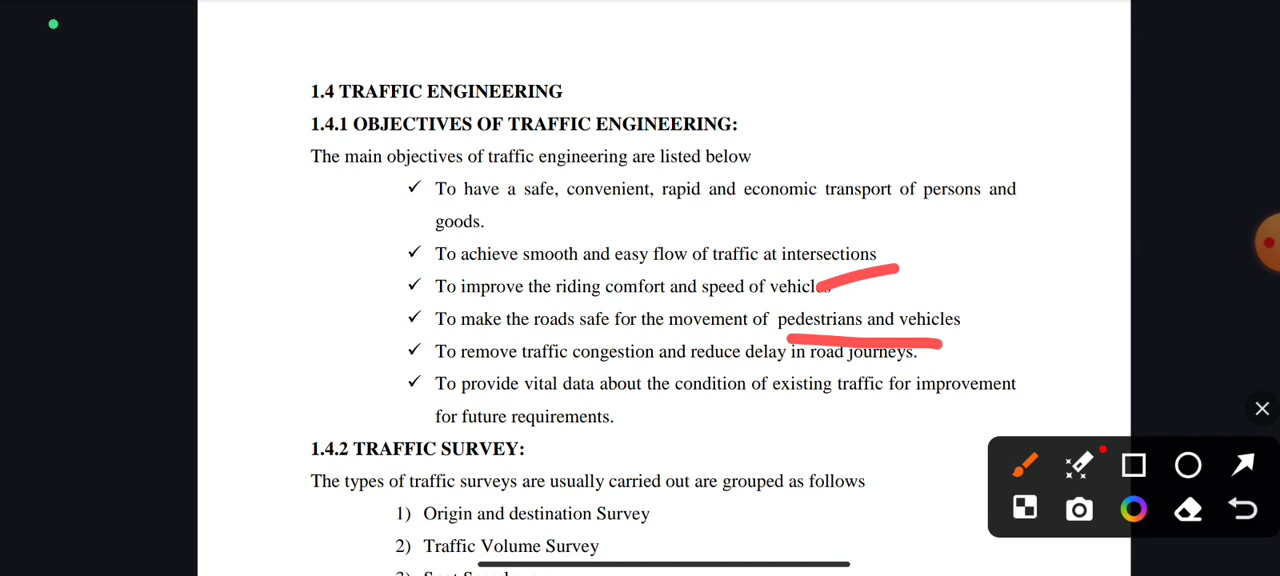 1.4 TRAFFIC ENGINEERING
1.4.1 OBJECTIVES OF TRAFFIC ENGINEERING:
The main objectives of traffic engineering are listed below
✓ To have a safe, convenient, rapid and economic transport of persons and
goods.
✓ To achieve smooth and easy flow of traffic at intersections
✓ To improve the riding comfort and speed of vehicles
✓ To make the roads safe for the movement of pedestrians and vehicles
✓ To remove traffic congestion and reduce delay in road journeys.
✓ To provide vital data about the condition of existing traffic for improvement
for future requirements.
1.4.2 TRAFFIC SURVEY:
The types of traffic surveys are usually carried out are grouped as follows
1) Origin and destination Survey
2) Traffic Volume Survey